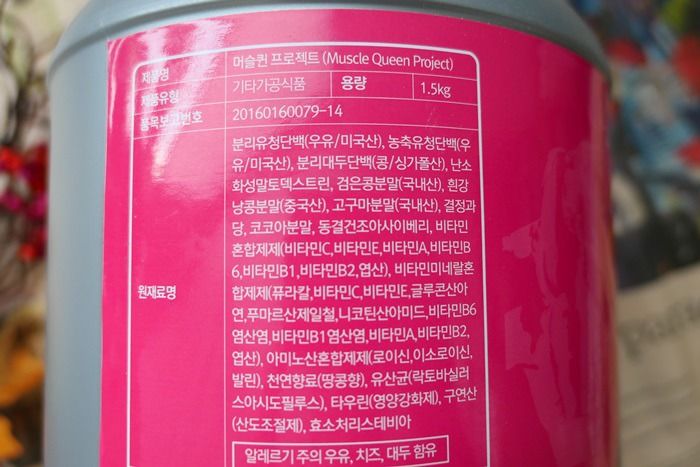 제품명 머슬퀸 프로젝트 (Muscle Queen Project)
제품유형 기타가공식품 용량 1.5kg
품목보고번호 20160160079-14
원재료명
분리유청단백(우유/미국산), 농축유청단백(우
유/미국산), 분리대두단백(콩/싱가폴산), 난소
화성말토덱스트린, 검은콩분말(국내산), 흰강
낭콩분말(중국산), 고구마분말(국내산), 결정과
당, 코코아분말, 동결건조아사이베리, 비타민
혼합제제(비타민C,비타민E,비타민A,비타민B
6,비타민B1,비타민B2,엽산), 비타민미네랄혼
합제제(퓨라칼,비타민C,비타민E,글루콘산아
연,푸마르산제일철,니코틴산아미드,비타민B6
염산염,비타민B1염산염,비타민A,비타민B2,
엽산), 아미노산혼합제제(로이신,이소로이신,
발린), 천연향료(땅콩향), 유산균(락토바실러
스아시도필루스), 타우린(영양강화제), 구연산
(산도조절제), 효소처리스테비아
알레르기 주의 우유, 치즈, 대두 함유